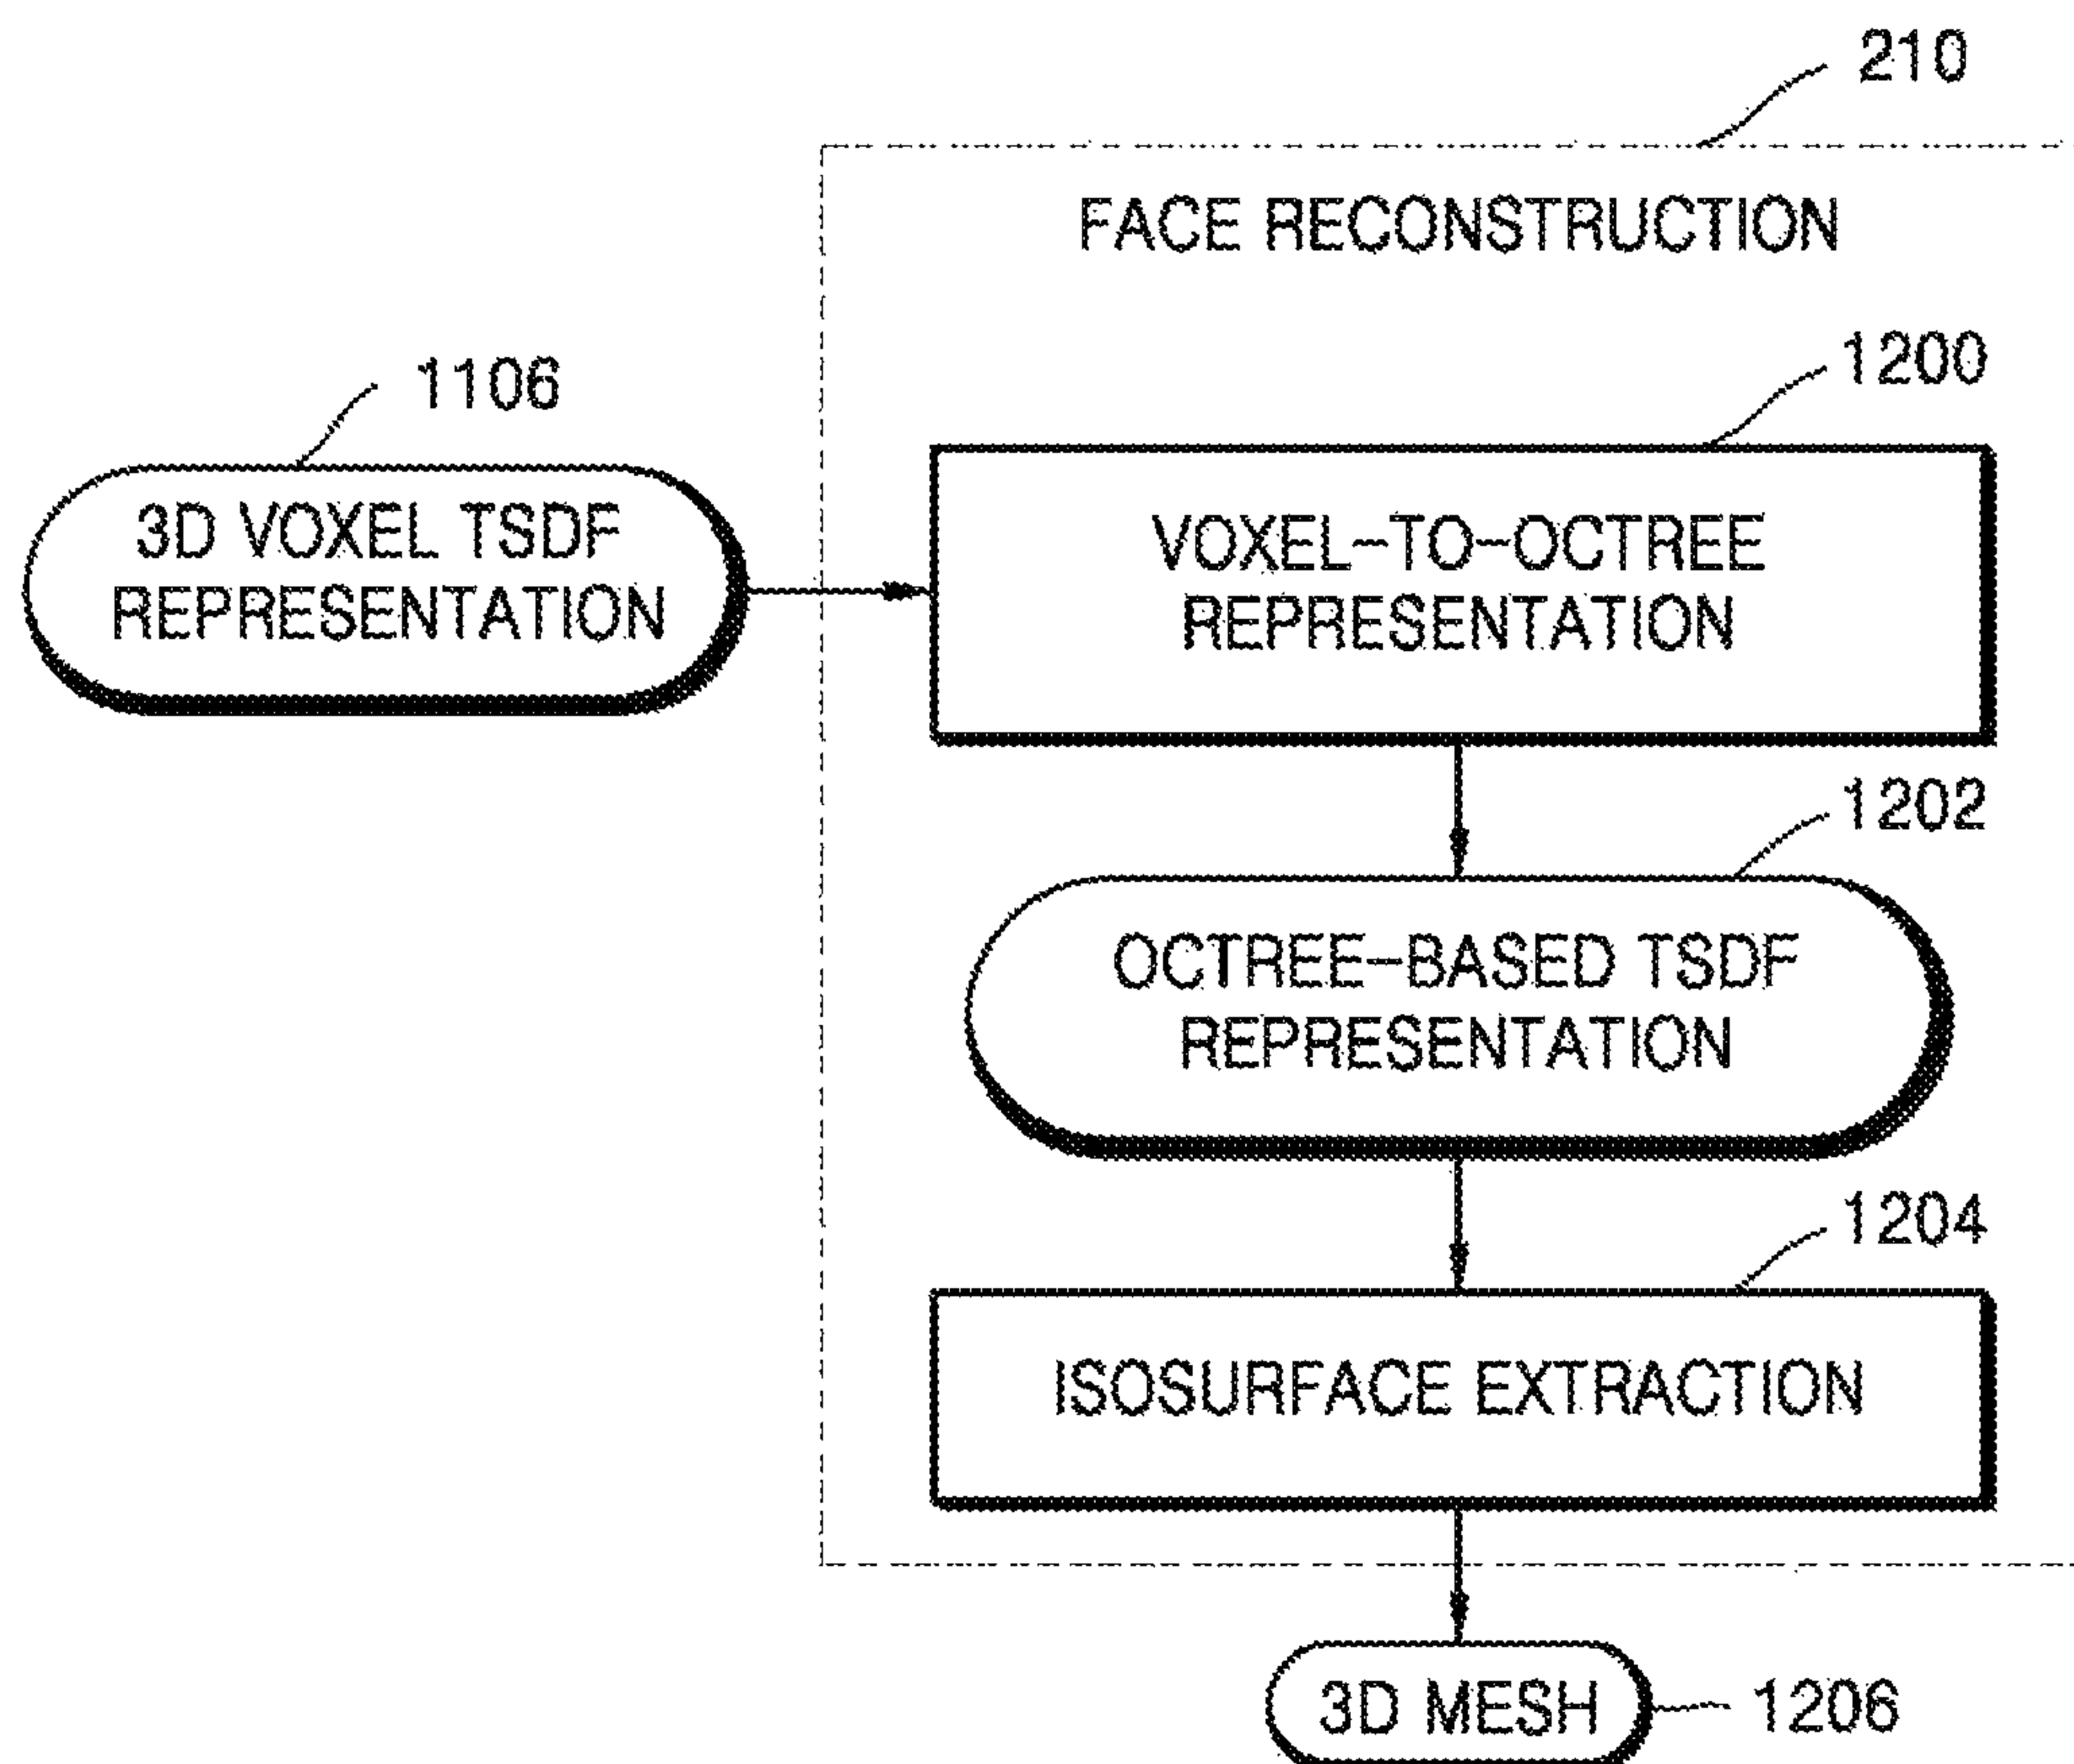 210
FACE RECONSTRUCTION
1106
1200
3D VOXEL TSDF
REPRESENTATION
VOXEL-TO-OCTREE
REPRESENTATION
1202
OCTREE-BASED TSDF
REPRESENTATION
1204
ISOSURFACE EXTRACTION
3D MESH
1206